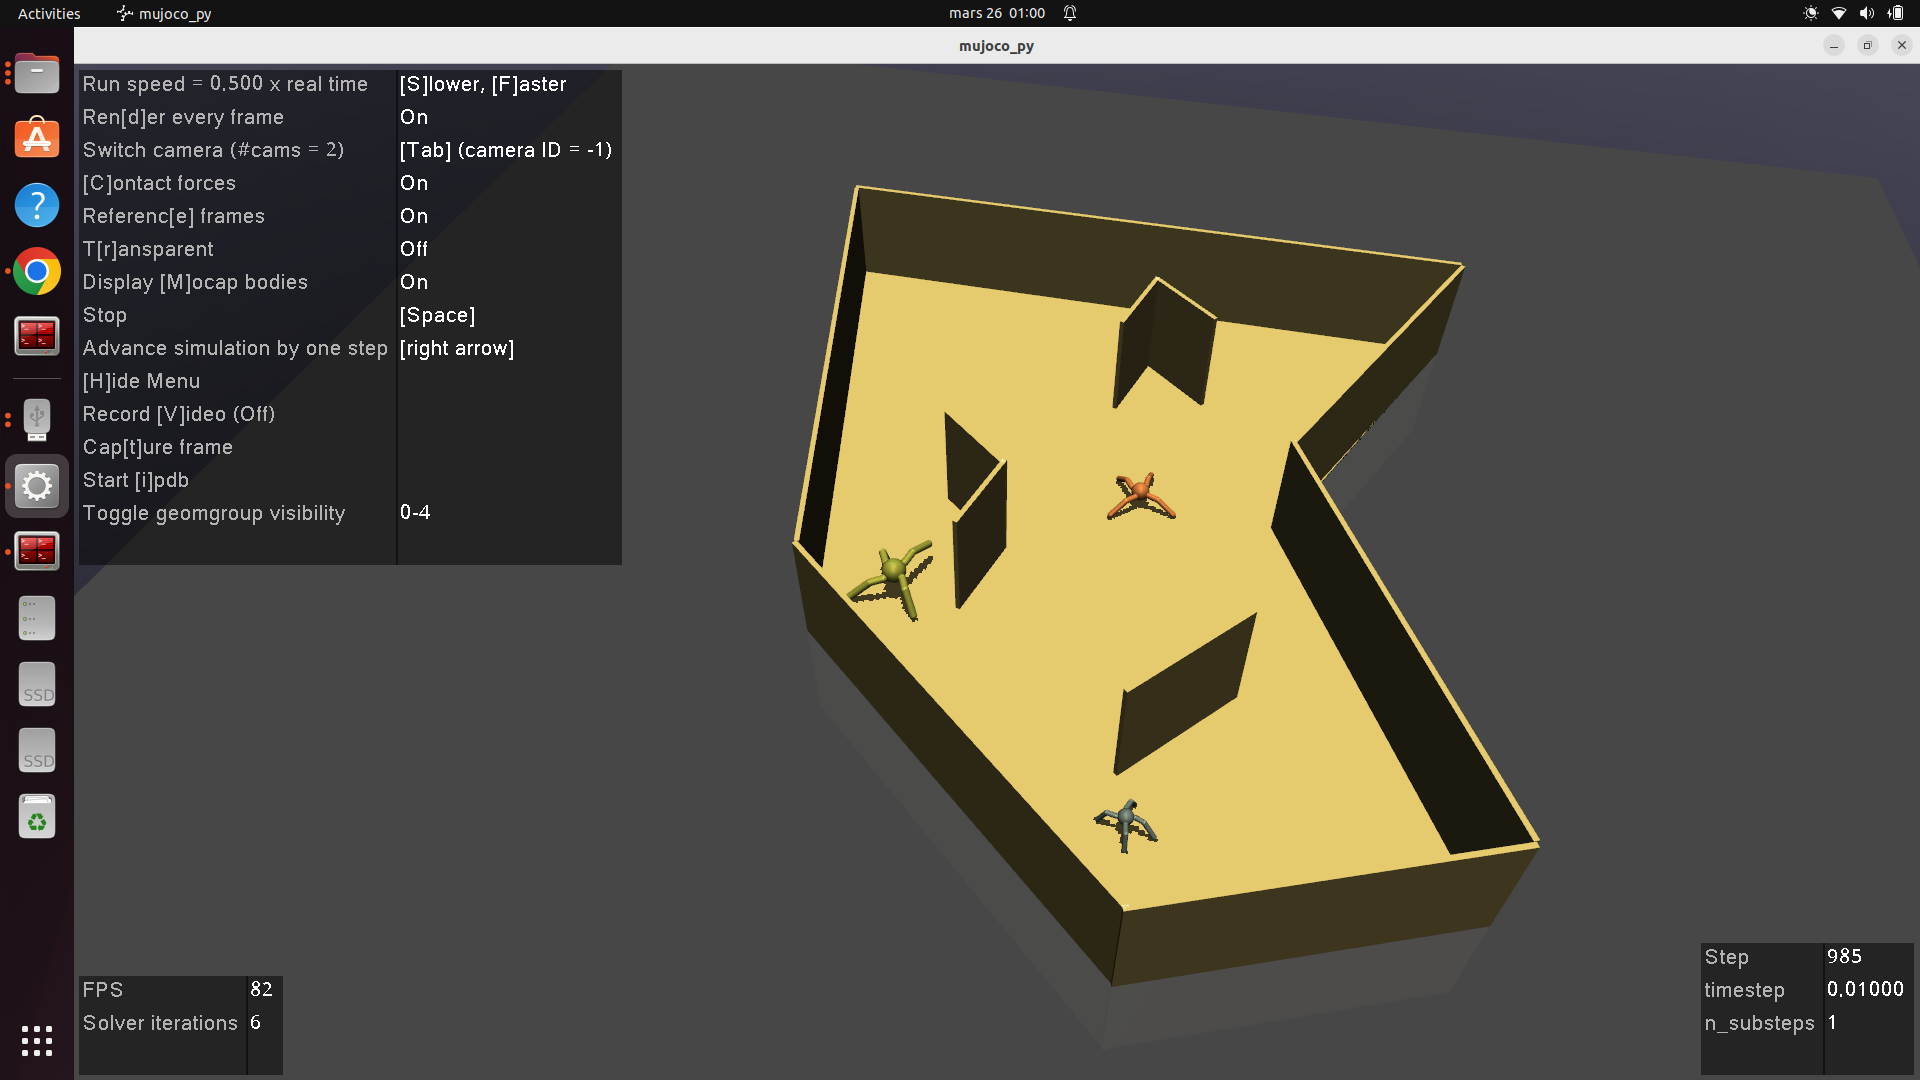 Activities
mujoco_py
mars 26 01:00
mujoco_py
Run speed = 0.500 x real time [S]lower, [F]aster
Ren[d]er every frame On
Switch camera (#cams = 2) [Tab] (camera ID = -1)
[C]ontact forces On
Referenc[e] frames On
T[r]ansparent Off
Display [M]ocap bodies On
Stop [Space]
Advance simulation by one step [right arrow]
[H]ide Menu
Record [V]ideo (Off)
Cap[t]ure frame
Start [i]pdb
Toggle geomgroup visibility 0-4
SSD
SSD
FPS 82
Solver iterations 6
Step 985
timestep 0.01000
n_substeps 1